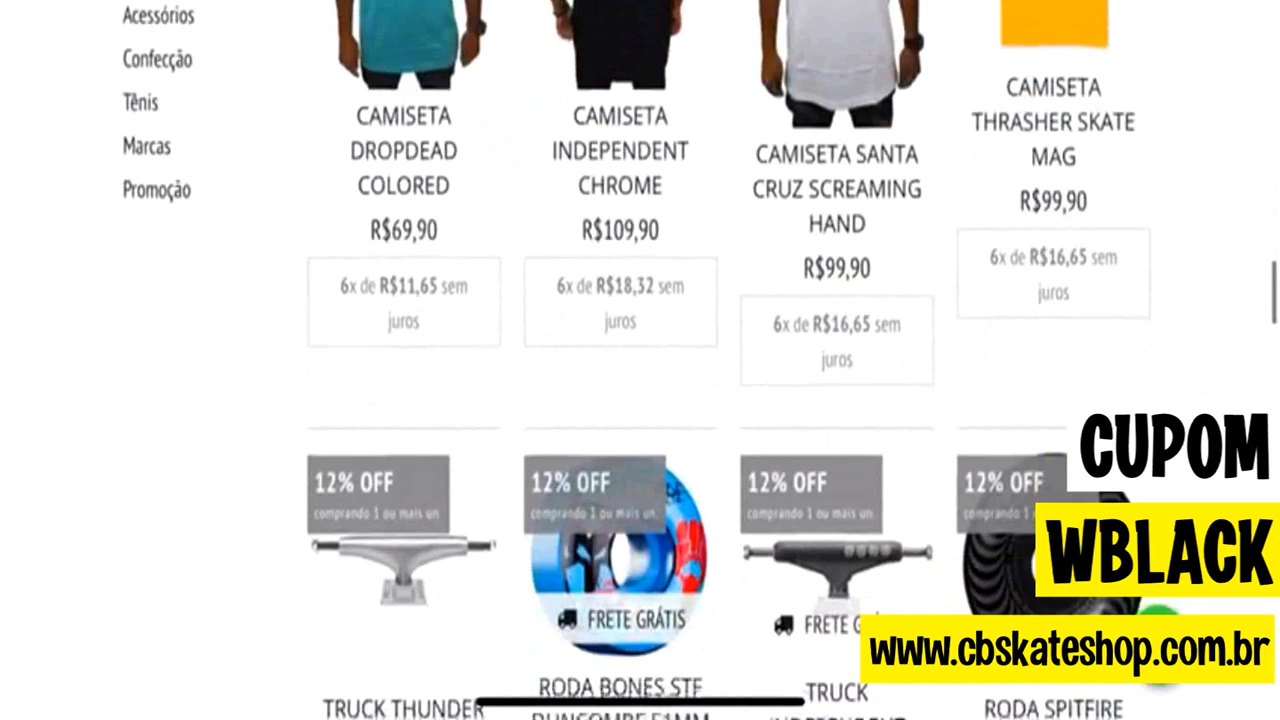 Acessórios
Confecção
Tênis
Marcas
Promoção
CAMISETA
DROPDEAD
COLORED
R$69,90
6x de R$11,65 sem
juros
CAMISETA
INDEPENDENT
CHROME
R$109,90
6x de R$18,32 sem
juros
CAMISETA SANTA
CRUZ SCREAMING
HAND
R$99,90
6x de R$16,65 sem
juros
CAMISETA
THRASHER SKATE
MAG
R$99,90
6x de R$16,65 sem
juros
12% OFF
comprando 1 ou mais un.
12% OFF
comprando 1 ou mais un.
FRETE GRÁTIS
12% OFF
comprando 1 ou mais un.
FRETE
12% OFF
comprando 1
TRUCK THUNDER
RODA BONES STF
DUNCOMBE 51MM
TRUCK
INDEPENDENT
RODA SPITFIRE
CUPOM
WBLACK
www.cbskateshop.com.br